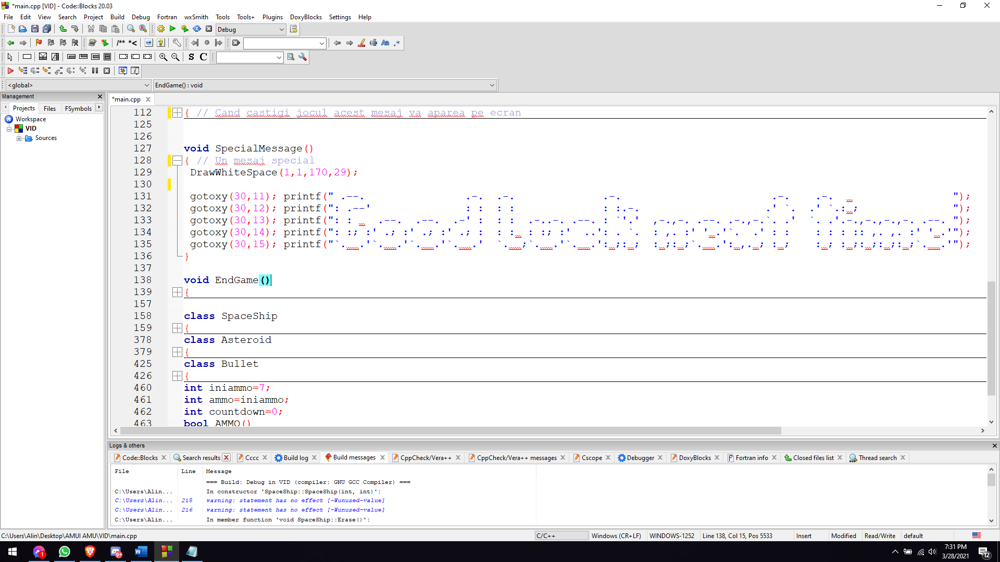 *main.cpp [VID] - Code::Blocks 20.03
File Edit View Search Project Build Debug Fortran wxSmith Tools Tools+ Plugins DoxyBlocks Settings Help
Debug
/** *<
S C
<global> EndGame() : void
Management
*main.cpp
Projects Files FSymbols
Workspace
VID
Sources
112 { // Cand castigi jocul acest mesaj va aparea pe ecran
125
126
127 void SpecialMessage()
128 { // Un mesaj special
129 DrawWhiteSpace(1,1,170,29);
130
131 gotoxy(30,11); printf(" ");
132 gotoxy(30,12); printf(" ");
133 gotoxy(30,13); printf(" ");
134 gotoxy(30,14); printf(" ");
135 gotoxy(30,15); printf(" ");
136 }
137
138 void EndGame()
139 {
157
158 class SpaceShip
159 {
378 class Asteroid
379 {
425 class Bullet
426 {
460 int iniammo=7;
461 int ammo=iniammo;
462 int countdown=0;
463 bool AMMO()
Logs & others
Code::Blocks Search results Cccc Build log Build messages CppCheck/Vera++ CppCheck/Vera++ messages Cscope Debugger DoxyBlocks Fortran info Closed files list Thread search
File Line Message
=== Build: Debug in VID (compiler: GNU GCC Compiler) ===
C:\Users\Alin... In constructor 'SpaceShip::SpaceShip(int, int)':
C:\Users\Alin... 215 warning: statement has no effect [-Wunused-value]
C:\Users\Alin... 216 warning: statement has no effect [-Wunused-value]
C:\Users\Alin... In member function 'void SpaceShip::Erase()':
C:\Users\Alin\Desktop\AMUI AMU\VID\main.cpp C/C++ Windows (CR+LF) WINDOWS-1252 Line 138, Col 15, Pos 5533 Insert Modified Read/Write default
7:31 PM
3/28/2021
1
9+
12